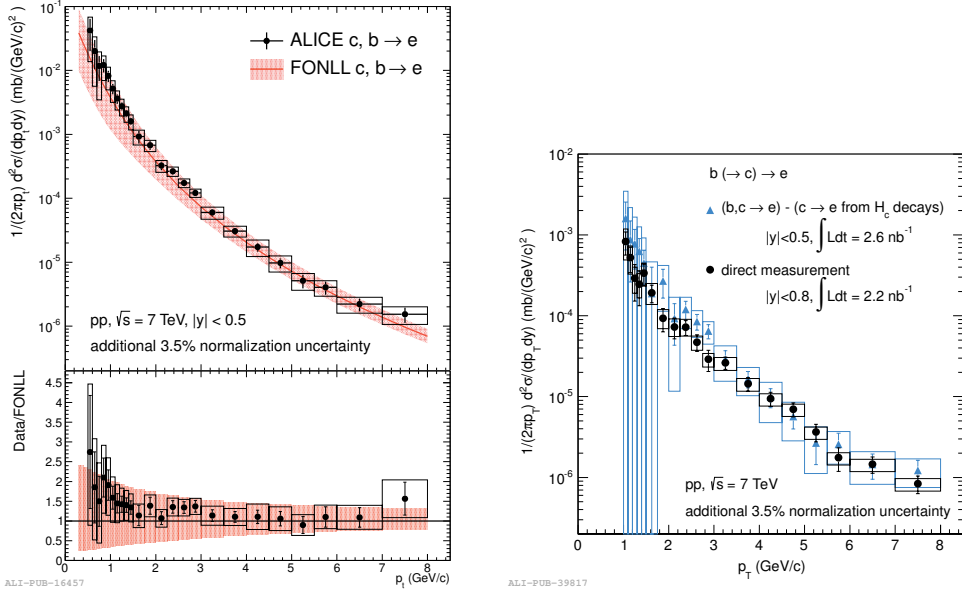 1/(2πp_t) d²σ/(dp_t dy) (mb/(GeV/c)²)
10⁻¹
10⁻²
10⁻³
10⁻⁴
10⁻⁵
10⁻⁶
ALICE c, b → e
FONLL c, b → e
pp, √s = 7 TeV, |y| < 0.5
additional 3.5% normalization uncertainty
Data/FONLL
4.5
4
3.5
3
2.5
2
1.5
1
0.5
0
0 1 2 3 4 5 6 7 8
p_t (GeV/c)
ALI-PUB-16457
1/(2πp_T) d²σ/(dp_T dy) (mb/(GeV/c)²)
10⁻²
10⁻³
10⁻⁴
10⁻⁵
10⁻⁶
b (→ c) → e
(b,c → e) - (c → e from H_c decays)
|y|<0.5, ∫Ldt = 2.6 nb⁻¹
direct measurement
|y|<0.8, ∫Ldt = 2.2 nb⁻¹
pp, √s = 7 TeV
additional 3.5% normalization uncertainty
0 1 2 3 4 5 6 7 8
p_T (GeV/c)
ALI-PUB-39817